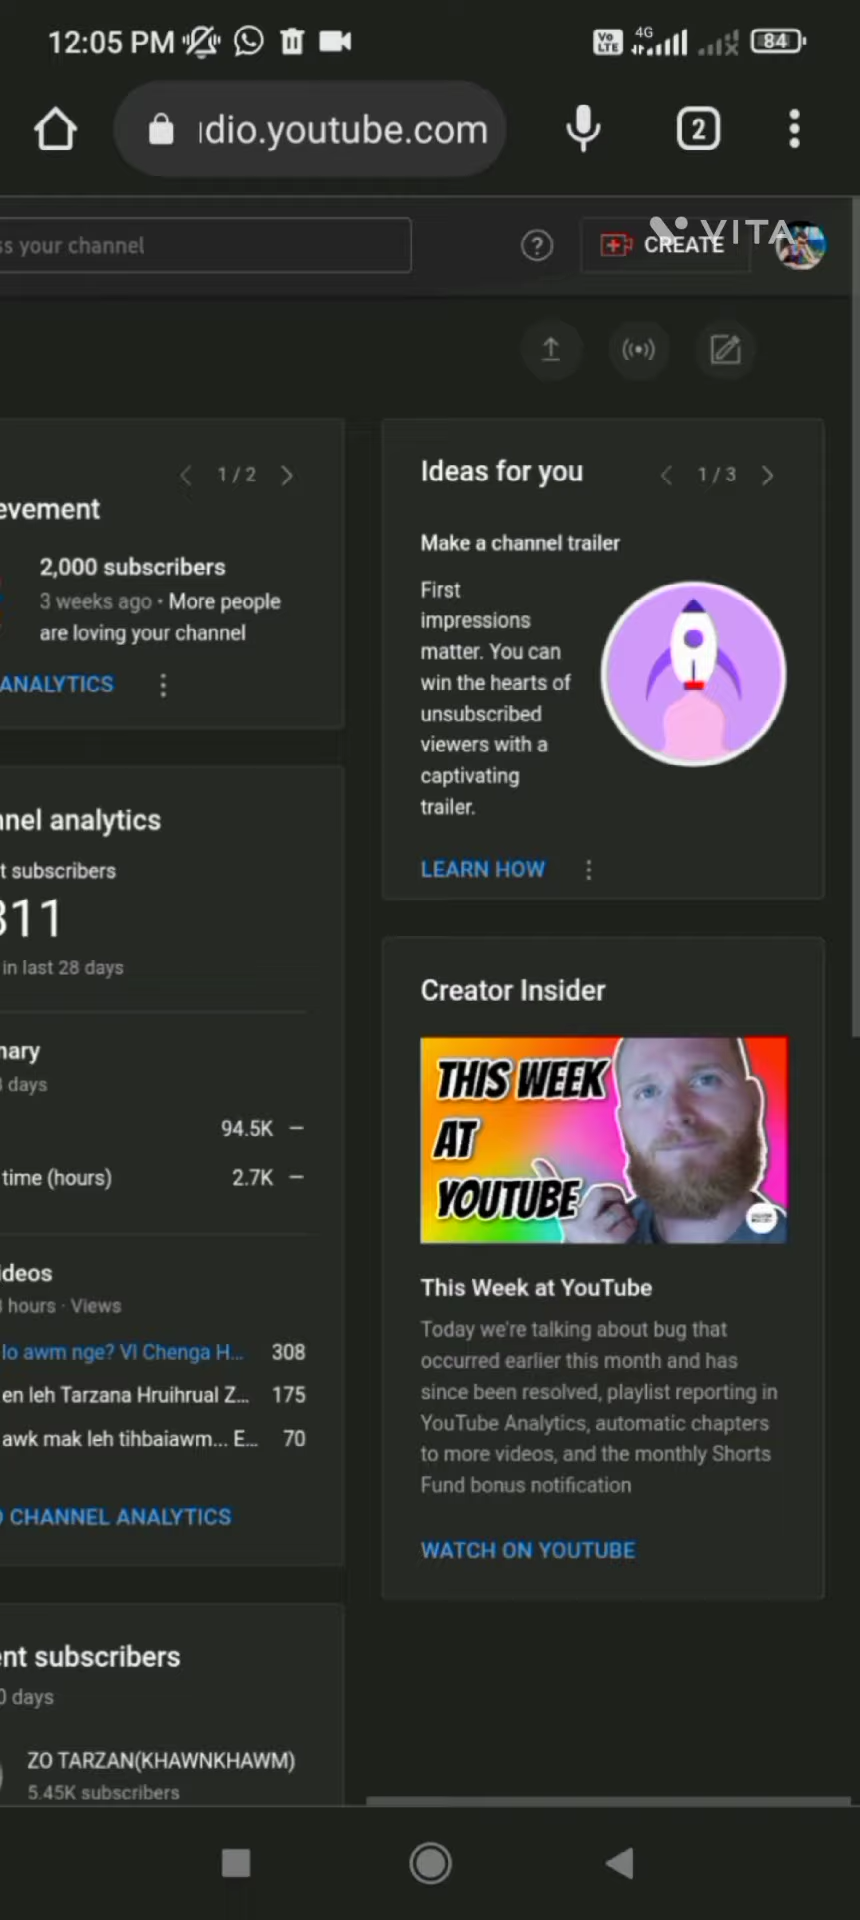 12:05 PM
Vo LTE 4G 84
dio.youtube.com
2
ss your channel
?
CREATE
VITA
1 / 2
evement
2,000 subscribers
3 weeks ago · More people
are loving your channel
ANALYTICS
Ideas for you
1 / 3
Make a channel trailer
First
impressions
matter. You can
win the hearts of
unsubscribed
viewers with a
captivating
trailer.
LEARN HOW
nnel analytics
t subscribers
311
in last 28 days
nary
days
94.5K —
time (hours) 2.7K —
ideos
hours · Views
lo awm nge? VI Chenga H... 308
en leh Tarzana Hruihrual Z... 175
awk mak leh tihbaiawm... E... 70
CHANNEL ANALYTICS
Creator Insider
THIS WEEK
AT
YOUTUBE
This Week at YouTube
Today we're talking about bug that
occurred earlier this month and has
since been resolved, playlist reporting in
YouTube Analytics, automatic chapters
to more videos, and the monthly Shorts
Fund bonus notification
WATCH ON YOUTUBE
ent subscribers
0 days
ZO TARZAN(KHAWNKHAWM)
5.45K subscribers